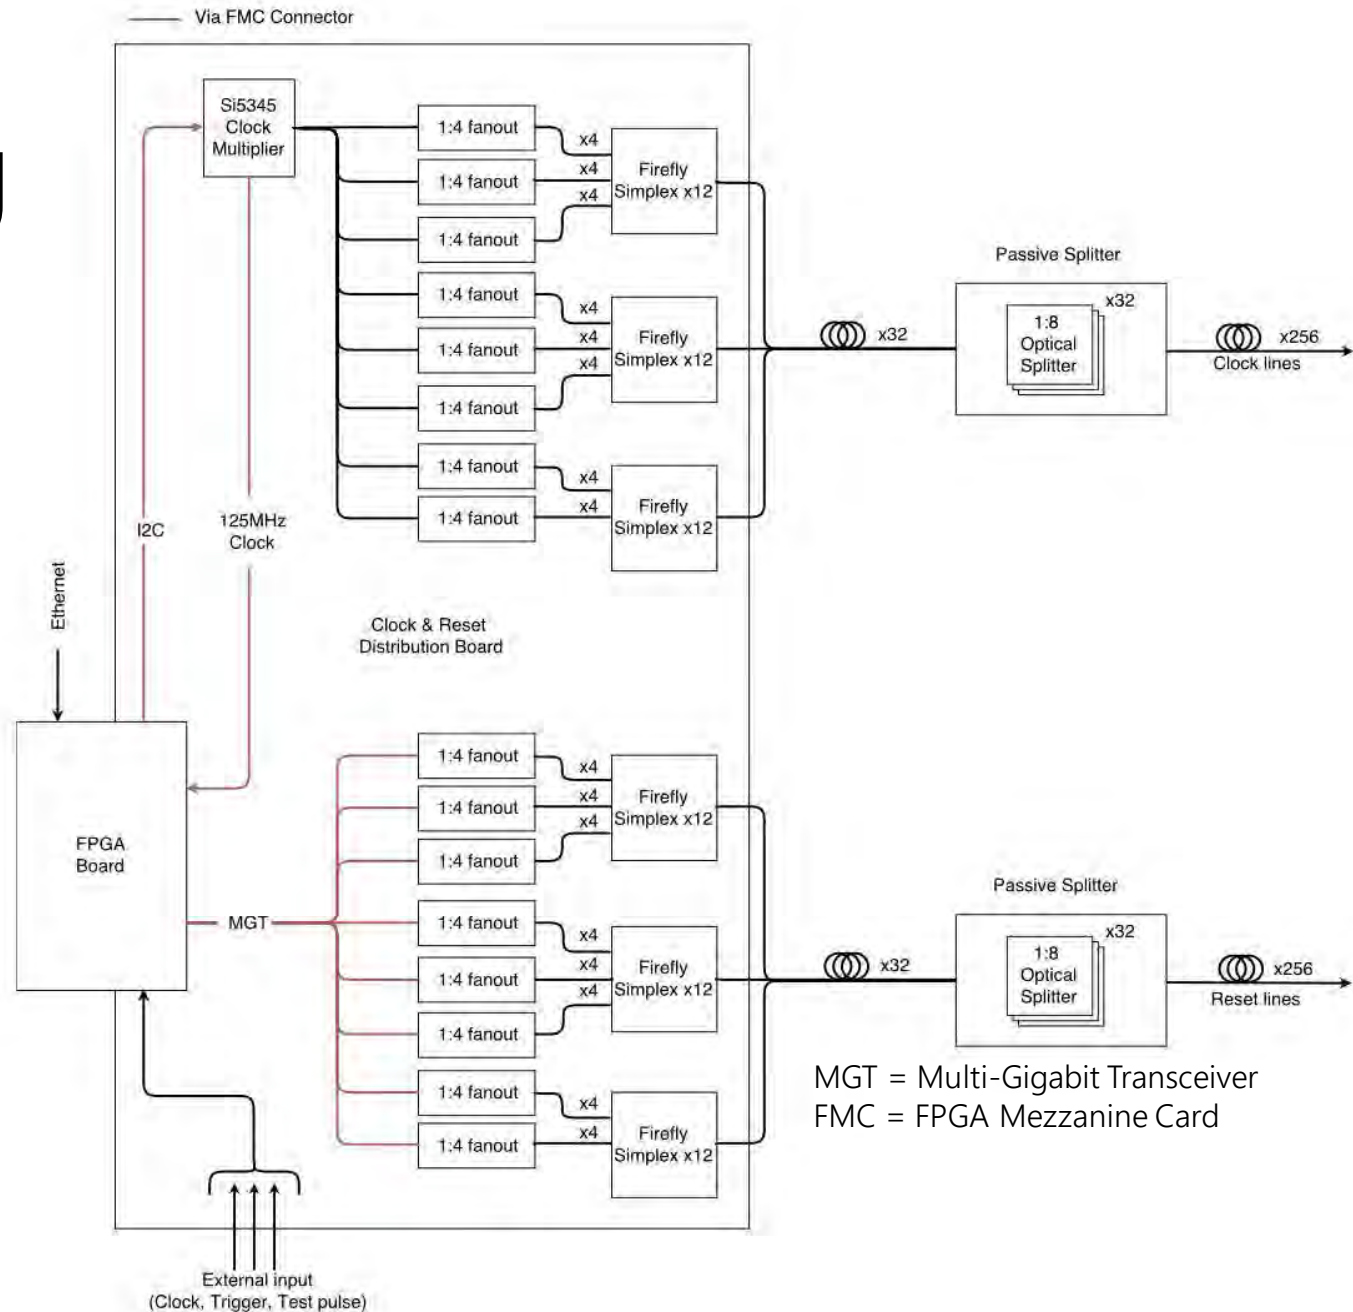 Via FMC Connector
Si5345
Clock
Multiplier
1:4 fanout
1:4 fanout
1:4 fanout
x4
x4
x4
Firefly
Simplex x12
1:4 fanout
1:4 fanout
1:4 fanout
x4
x4
x4
Firefly
Simplex x12
1:4 fanout
1:4 fanout
x4
x4
Firefly
Simplex x12
x32
Passive Splitter
x32
1:8
Optical
Splitter
x256
Clock lines
I2C
125MHz
Clock
Ethernet
Clock & Reset
Distribution Board
FPGA
Board
MGT
1:4 fanout
1:4 fanout
1:4 fanout
x4
x4
x4
Firefly
Simplex x12
1:4 fanout
1:4 fanout
1:4 fanout
x4
x4
x4
Firefly
Simplex x12
1:4 fanout
1:4 fanout
x4
x4
Firefly
Simplex x12
x32
Passive Splitter
x32
1:8
Optical
Splitter
x256
Reset lines
MGT = Multi-Gigabit Transceiver
FMC = FPGA Mezzanine Card
External input
(Clock, Trigger, Test pulse)